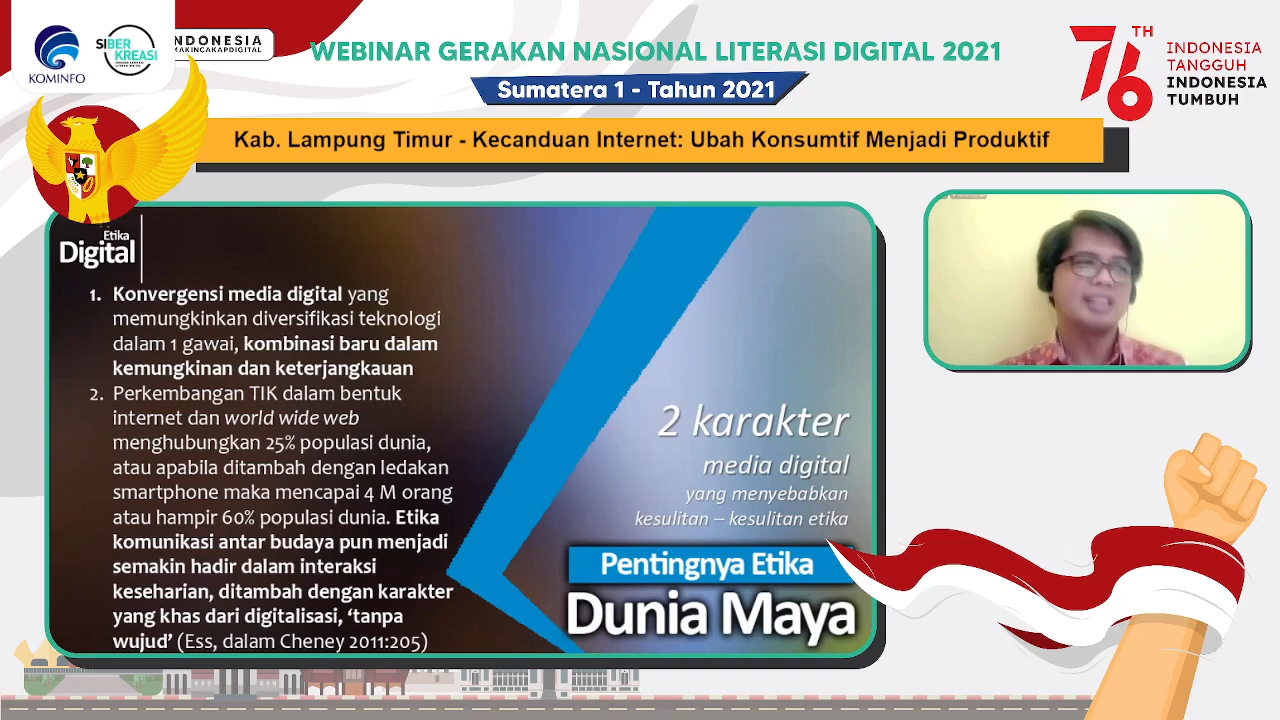 KOMINFO
SIBER
KREASI
INDONESIA
MAKINCAKAPDIGITAL
WEBINAR GERAKAN NASIONAL LITERASI DIGITAL 2021
Sumatera 1 - Tahun 2021
76 TH
INDONESIA
TANGGUH
INDONESIA
TUMBUH
Kab. Lampung Timur - Kecanduan Internet: Ubah Konsumtif Menjadi Produktif
Etika
Digital
1. Konvergensi media digital yang
memungkinkan diversifikasi teknologi
dalam 1 gawai, kombinasi baru dalam
kemungkinan dan keterjangkauan
2. Perkembangan TIK dalam bentuk
internet dan world wide web
menghubungkan 25% populasi dunia,
atau apabila ditambah dengan ledakan
smartphone maka mencapai 4 M orang
atau hampir 60% populasi dunia. Etika
komunikasi antar budaya pun menjadi
semakin hadir dalam interaksi
keseharian, ditambah dengan karakter
yang khas dari digitalisasi, ‘tanpa
wujud’ (Ess, dalam Cheney 2011:205)
2 karakter
media digital
yang menyebabkan
kesulitan – kesulitan etika
Pentingnya Etika
Dunia Maya